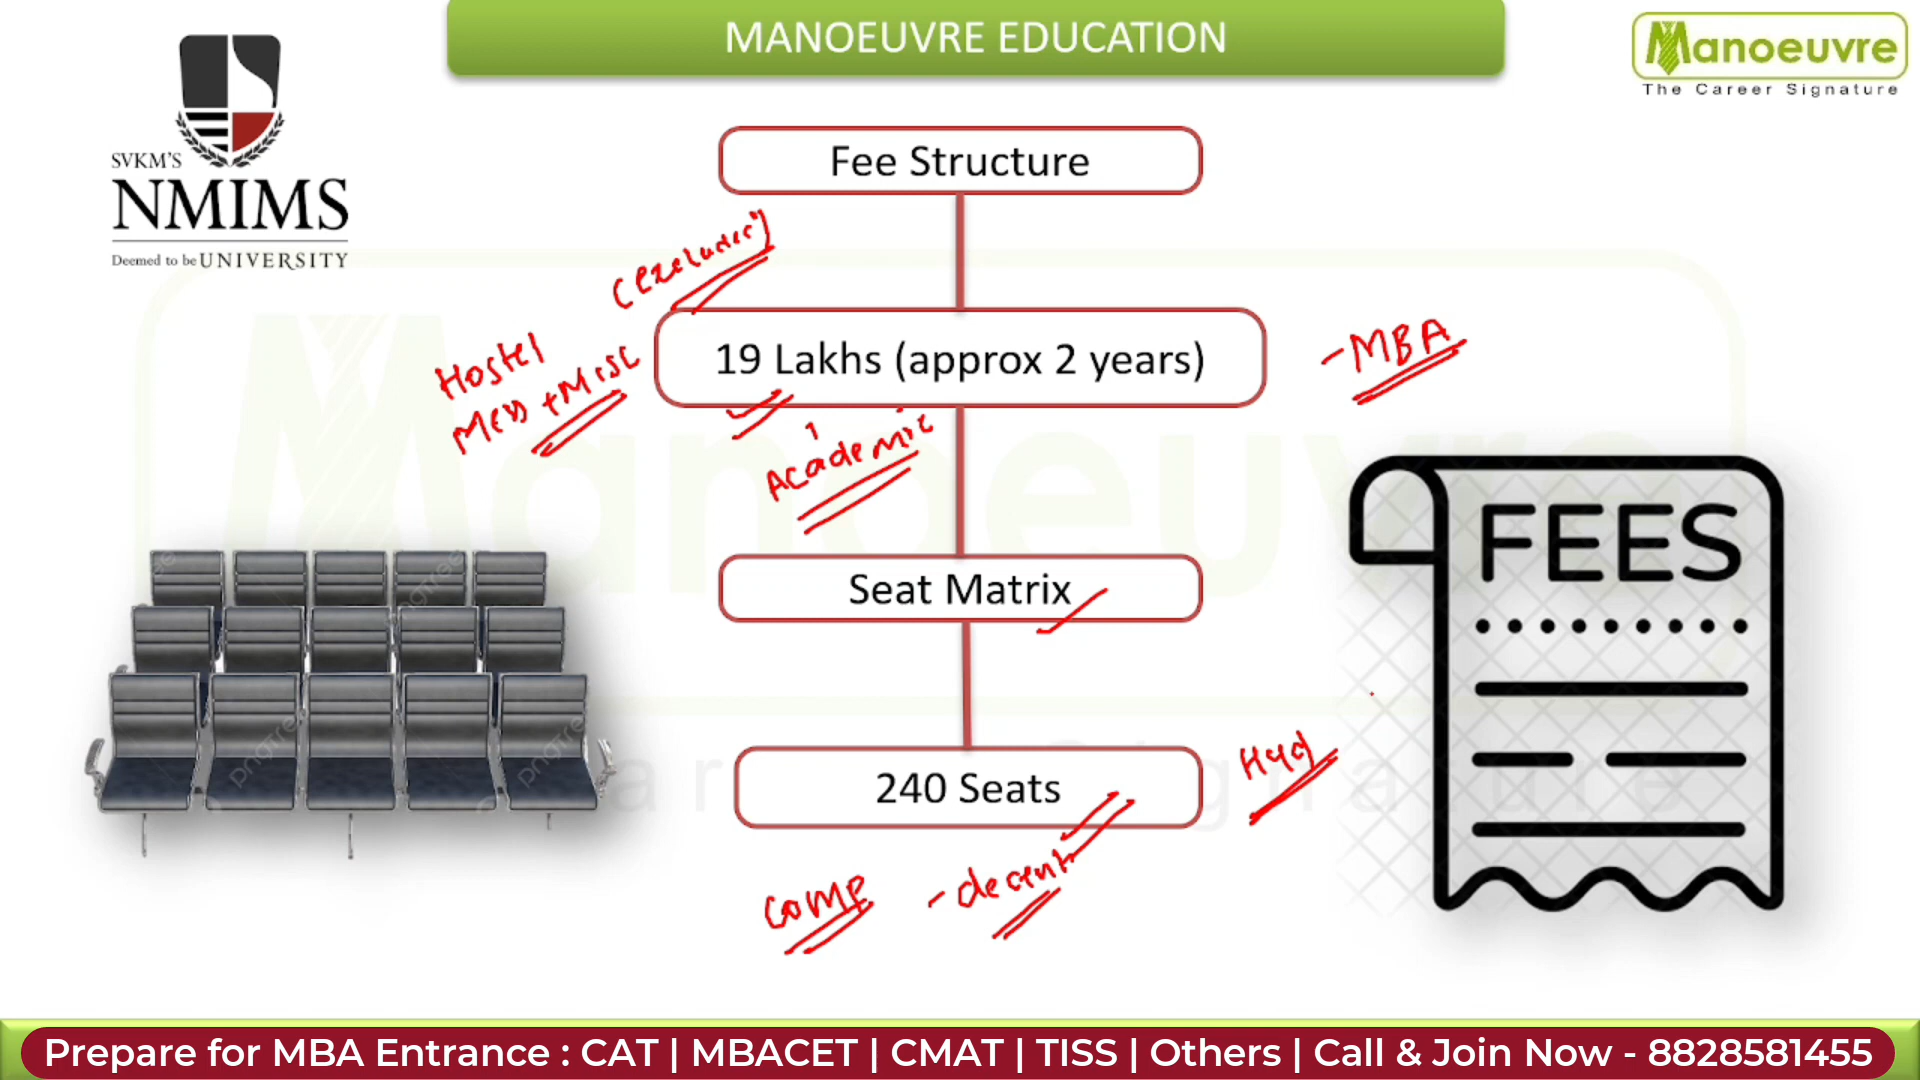 MANOEUVRE EDUCATION
Manoeuvre
The Career Signature
SVKM'S
NMIMS
Deemed to be UNIVERSITY
Fee Structure
Hostel
Mess + Misc
19 Lakhs (approx 2 years)
- MBA
Academic
FEES
Seat Matrix
240 Seats
Hyd
comp - decent
Prepare for MBA Entrance : CAT | MBACET | CMAT | TISS | Others | Call & Join Now - 8828581455